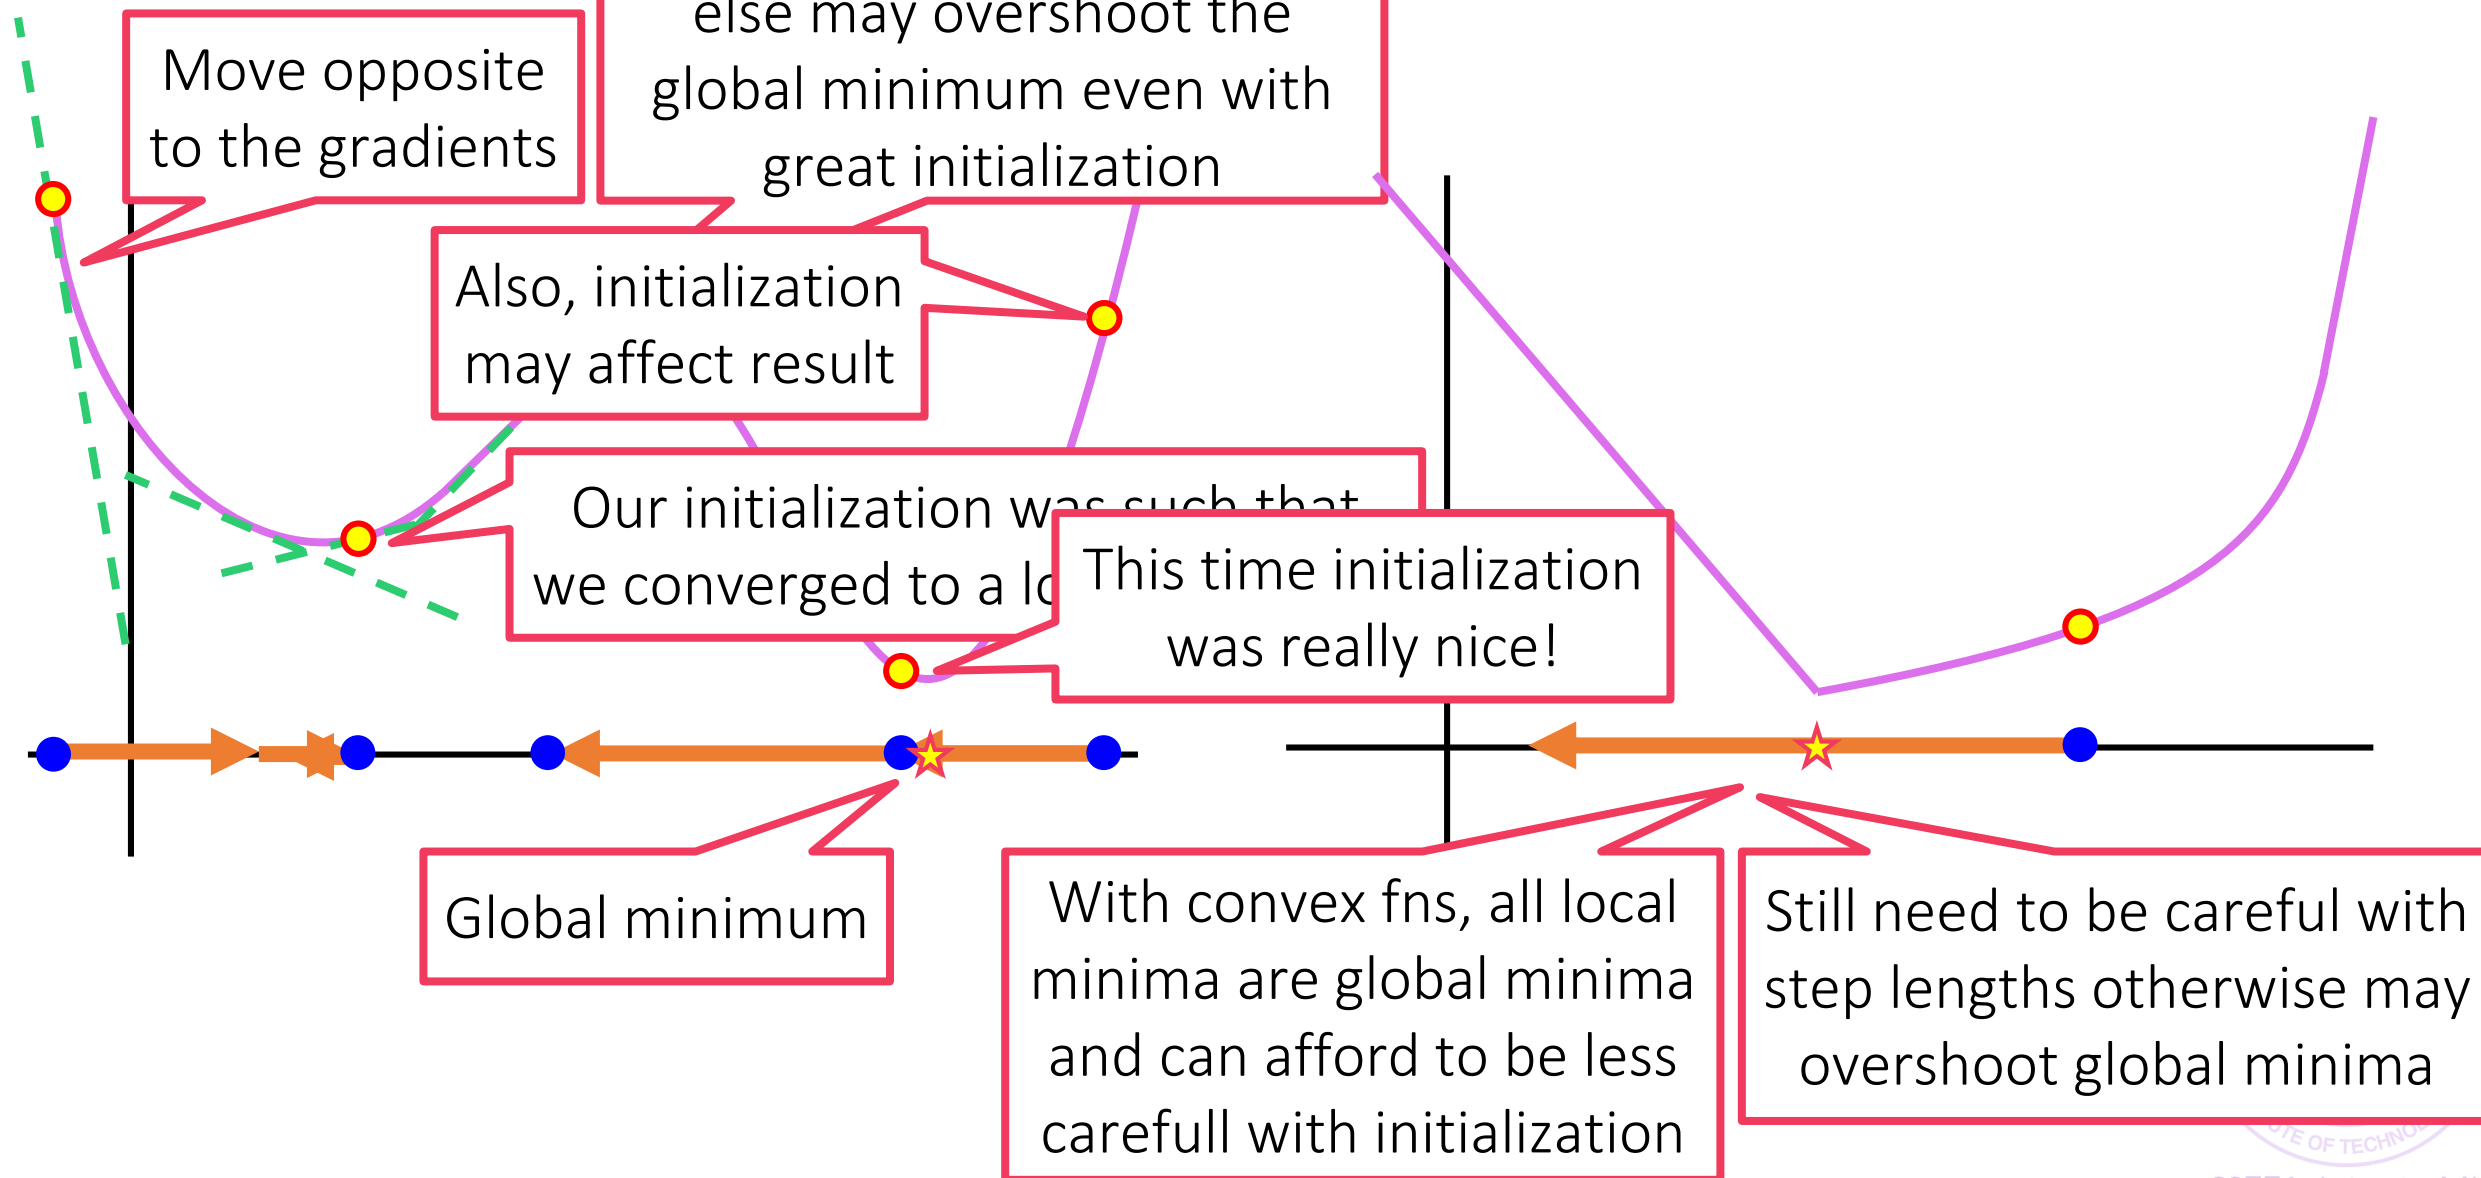 else may overshoot the
global minimum even with
great initialization
Move opposite
to the gradients
Also, initialization
may affect result
Our initialization was such that
we converged to a
This time initialization
was really nice!
Global minimum
With convex fns, all local
minima are global minima
and can afford to be less
carefull with initialization
Still need to be careful with
step lengths otherwise may
overshoot global minima
OF TECHNO